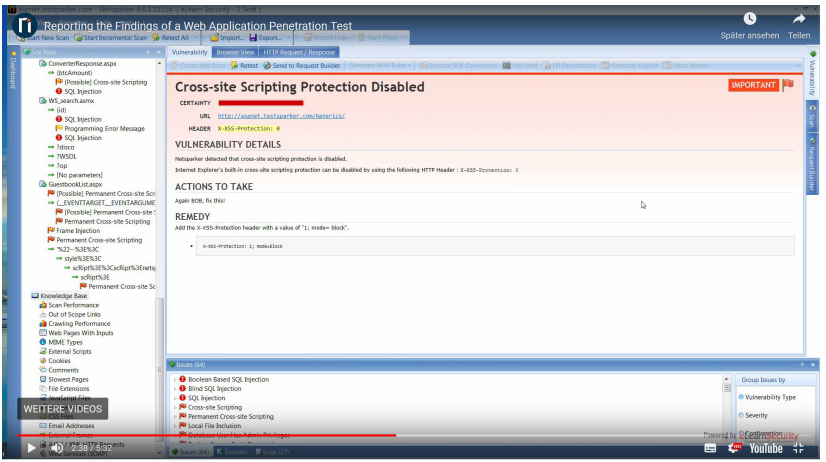 aspnet.testsparker.com - Netsparker 4.6.1.11314 [ eLearn Security - 1 Seat ]
Reporting the Findings of a Web Application Penetration Test
Später ansehen Teilen
Start New Scan Start Incremental Scan Retest All Import... Export...
Site Map
Dashboard
ConverterResponse.aspx
(btcAmount)
[Possible] Cross-site Scripting
SQL Injection
WS_search.asmx
(id)
SQL Injection
Programming Error Message
SQL Injection
?disco
?WSDL
?op
[No parameters]
GuestbookList.aspx
[Possible] Permanent Cross-site Scri
(__EVENTTARGET,__EVENTARGUME
[Possible] Permanent Cross-site
Permanent Cross-site Scripting
Frame Injection
Permanent Cross-site Scripting
'%22--%3E%3C
style%3E%3C
scRipt%3E%3CscRipt%3Enetsp
scRipt%3E
Permanent Cross-site Sc
Knowledge Base
Scan Performance
Out of Scope Links
Crawling Performance
Web Pages With Inputs
MIME Types
External Scripts
Cookies
Comments
Slowest Pages
File Extensions
JavaScript Files
WEITERE VIDEOS
CSS Files
Email Addresses
External Frames
AJAX / XML HTTP Requests
Web Services (SOAP)
2:38 / 5:32
Vulnerability Browser View HTTP Request / Response
Controlled Scan Retest Send to Request Builder Generate WAF Rules Execute SQL Commands Get Shell LFI Exploitation Generate Exploit Short Names
Cross-site Scripting Protection Disabled
IMPORTANT
CERTAINTY
URL http://aspnet.testsparker.com/Generics/
HEADER X-XSS-Protection: 0
VULNERABILITY DETAILS
Netsparker detected that cross-site scripting protection is disabled.
Internet Explorer's built-in cross-site scripting protection can be disabled by using the following HTTP Header : X-XSS-Protection: 0
ACTIONS TO TAKE
Again BOB, fix this!
REMEDY
Add the X-XSS-Protection header with a value of "1; mode= block".
X-XSS-Protection: 1; mode=block
Vulnerability
Scan
Request Builder
Issues (64)
Boolean Based SQL Injection
Blind SQL Injection
SQL Injection
Cross-site Scripting
Permanent Cross-site Scripting
Local File Inclusion
Database User Has Admin Privileges
Group Issues by
Vulnerability Type
Severity
Confirmation
Issues (64) Encoder Logs (27)
Powered by eLearnSecurity
HD YouTube